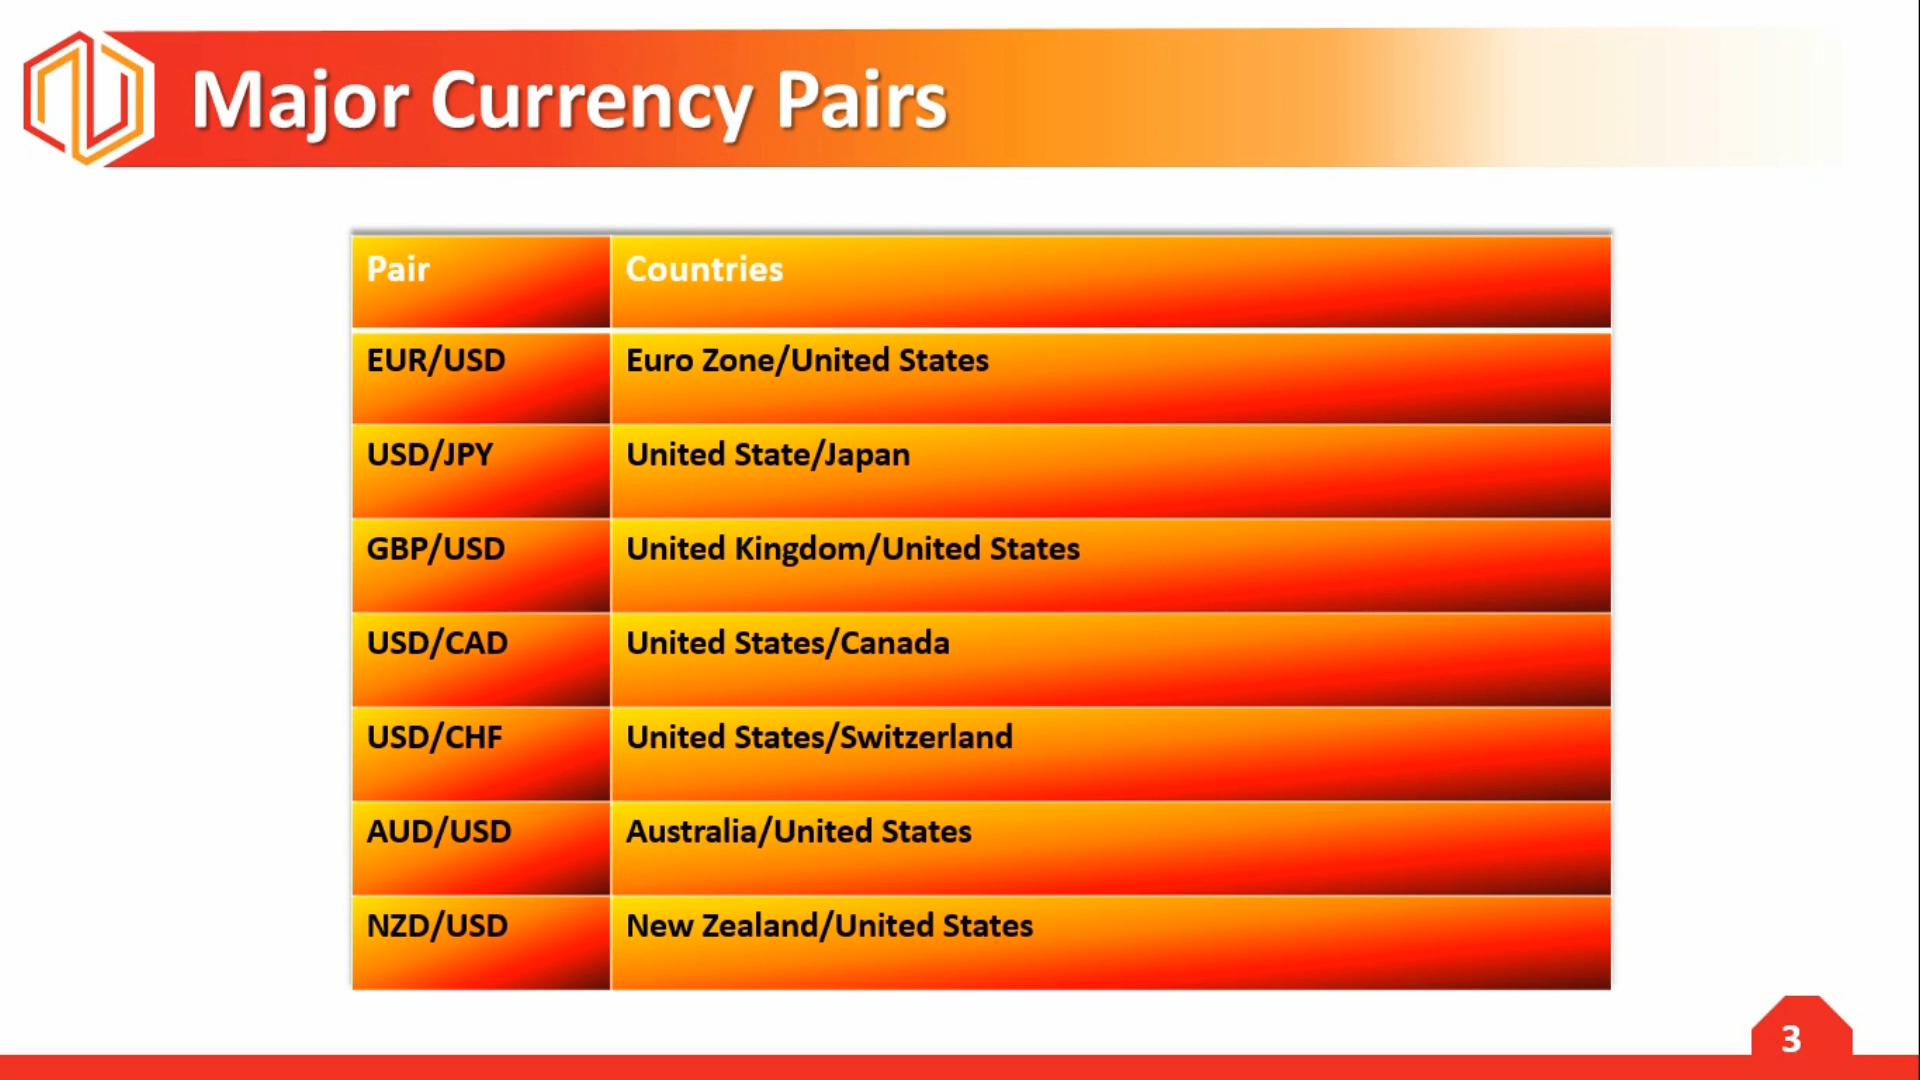 Major Currency Pairs
Pair Countries
EUR/USD Euro Zone/United States
USD/JPY United State/Japan
GBP/USD United Kingdom/United States
USD/CAD United States/Canada
USD/CHF United States/Switzerland
AUD/USD Australia/United States
NZD/USD New Zealand/United States
3